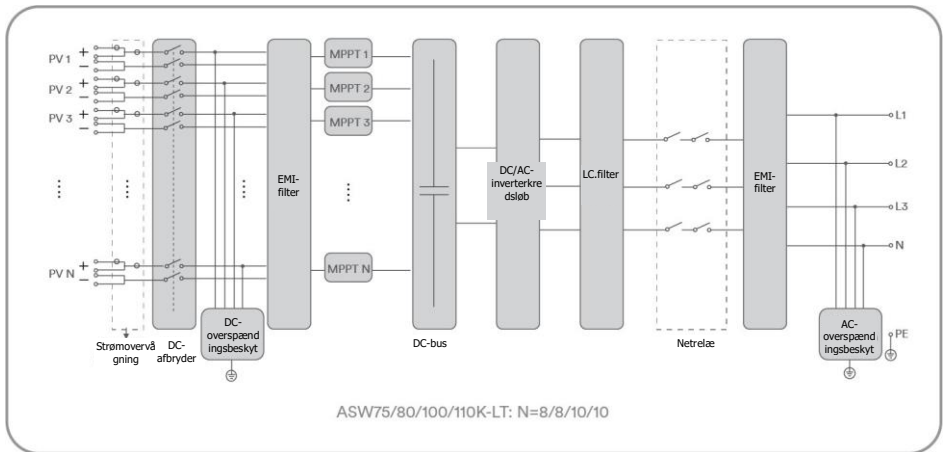 PV 1
+
−
PV 2
+
−
PV 3
+
−
PV N
+
−
Strømovervå
gning
DC-
afbryder
DC-
overspænd
ingsbeskyt
EMI-
filter
MPPT 1
MPPT 2
MPPT 3
MPPT N
DC-bus
DC/AC-
inverterkre
dsløb
LC.filter
Netrelæ
EMI-
filter
AC-
overspænd
ingsbeskyt
L1
L2
L3
N
PE
ASW75/80/100/110K-LT: N=8/8/10/10